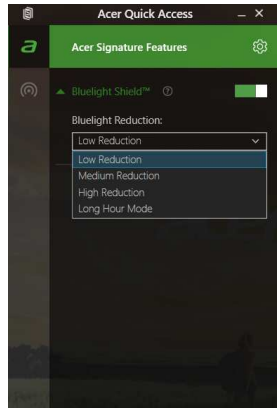 Acer Quick Access
a
Acer Signature Features
Bluelight Shield™ ?
Bluelight Reduction:
Low Reduction
Low Reduction
Medium Reduction
High Reduction
Long Hour Mode